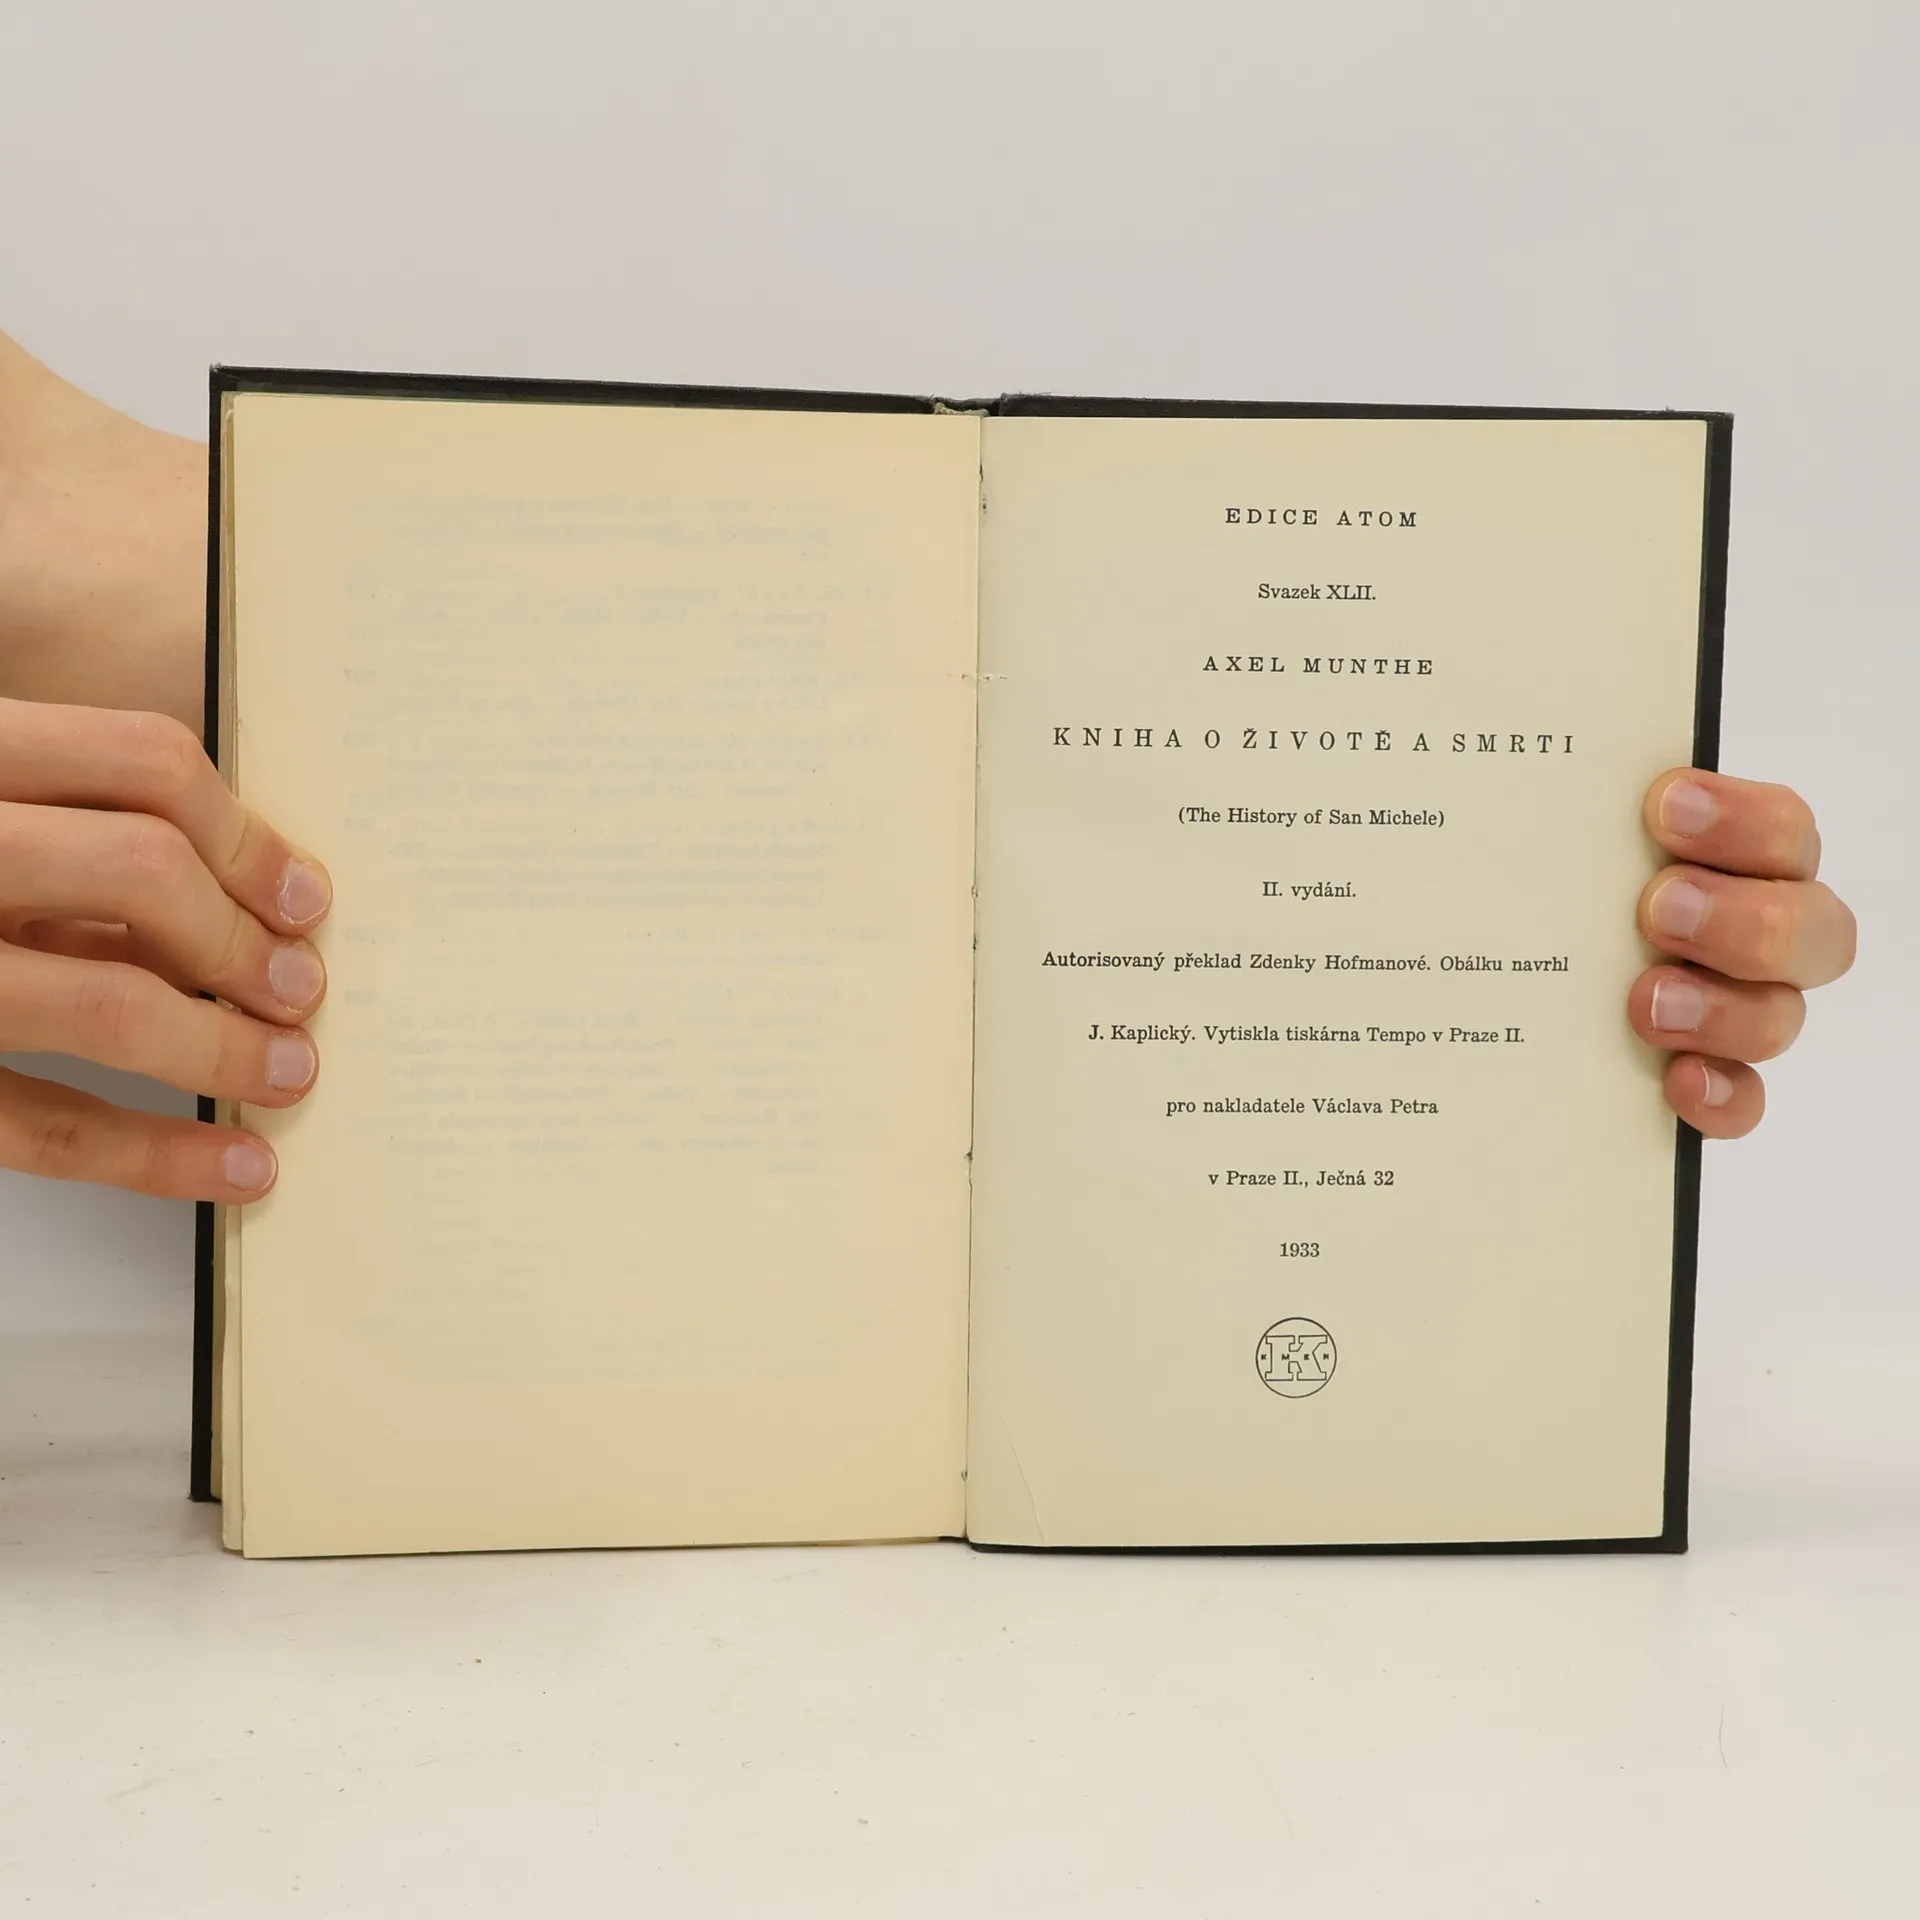 EDICE ATOM
Svazek XLII.
AXEL MUNTHE
KNIHA O ŽIVOTĚ A SMRTI
(The History of San Michele)
II. vydání.
Autorisovaný překlad Zdenky Hofmanové. Obálku navrhl
J. Kaplický. Vytiskla tiskárna Tempo v Praze II.
pro nakladatele Václava Petra
v Praze II., Ječná 32
1933
K
KMEN